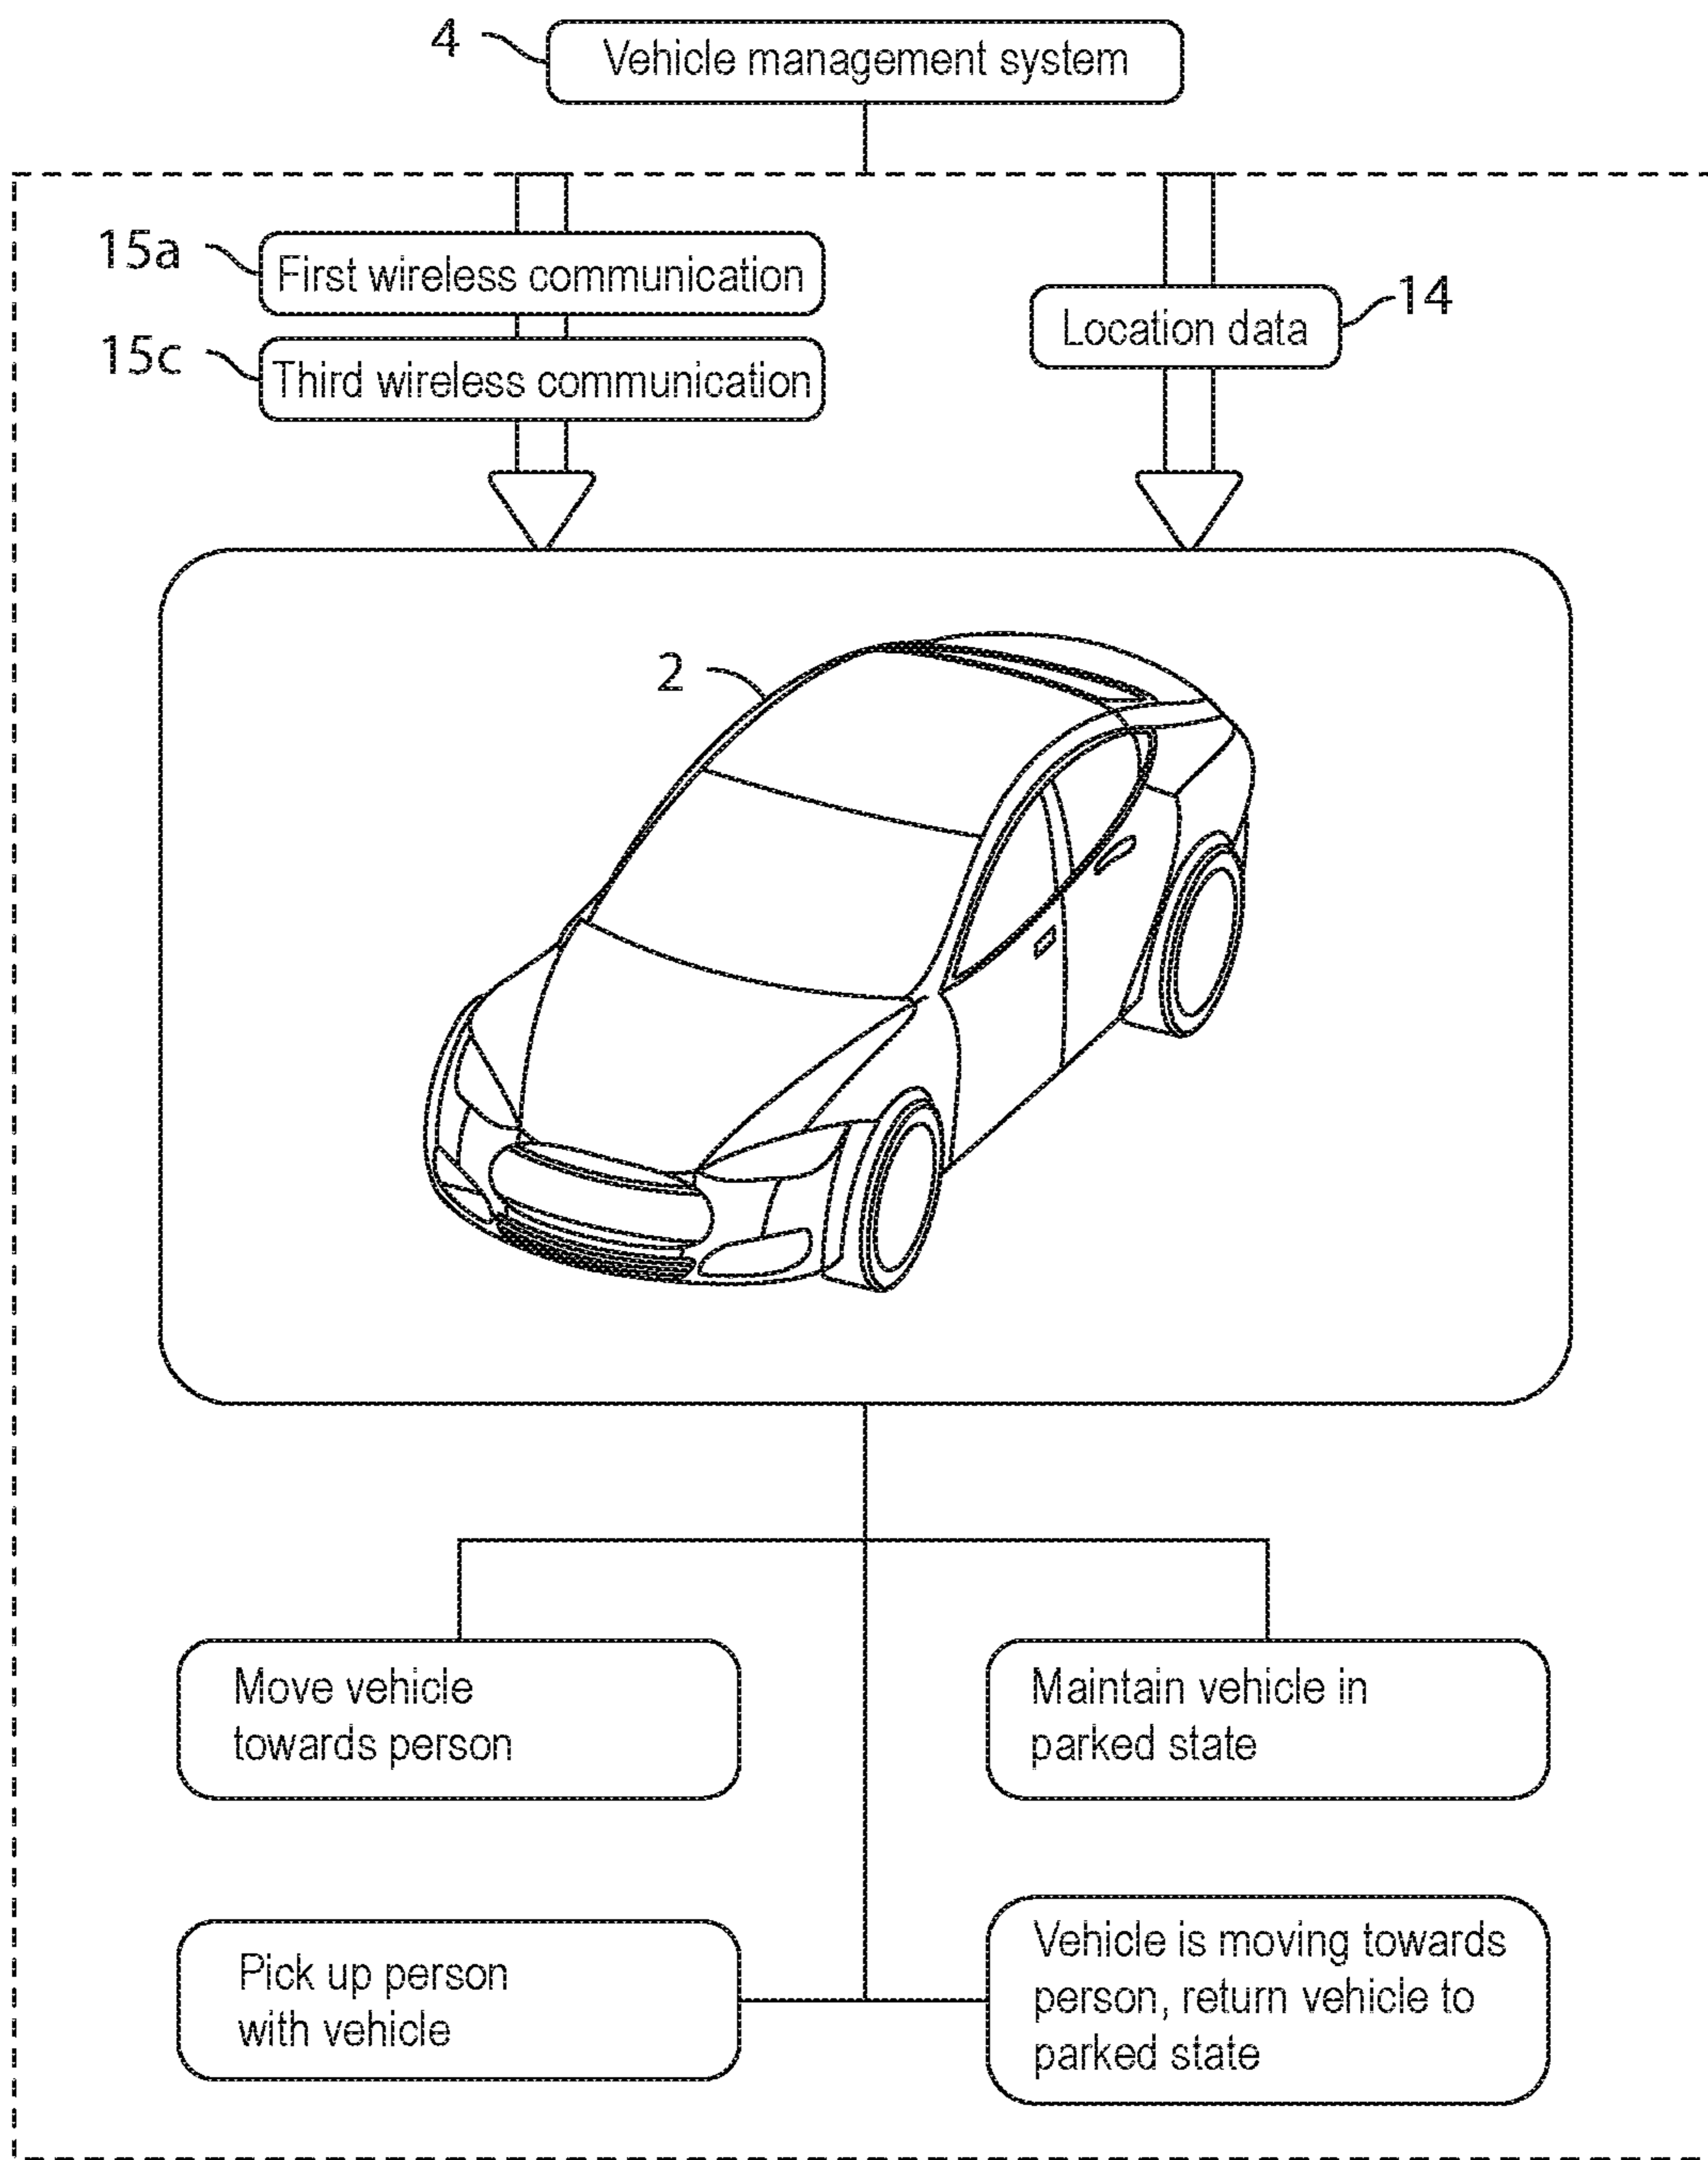 4
Vehicle management system
15a
First wireless communication
14
Location data
15c
Third wireless communication
2
Move vehicle
towards person
Maintain vehicle in
parked state
Pick up person
with vehicle
Vehicle is moving towards
person, return vehicle to
parked state